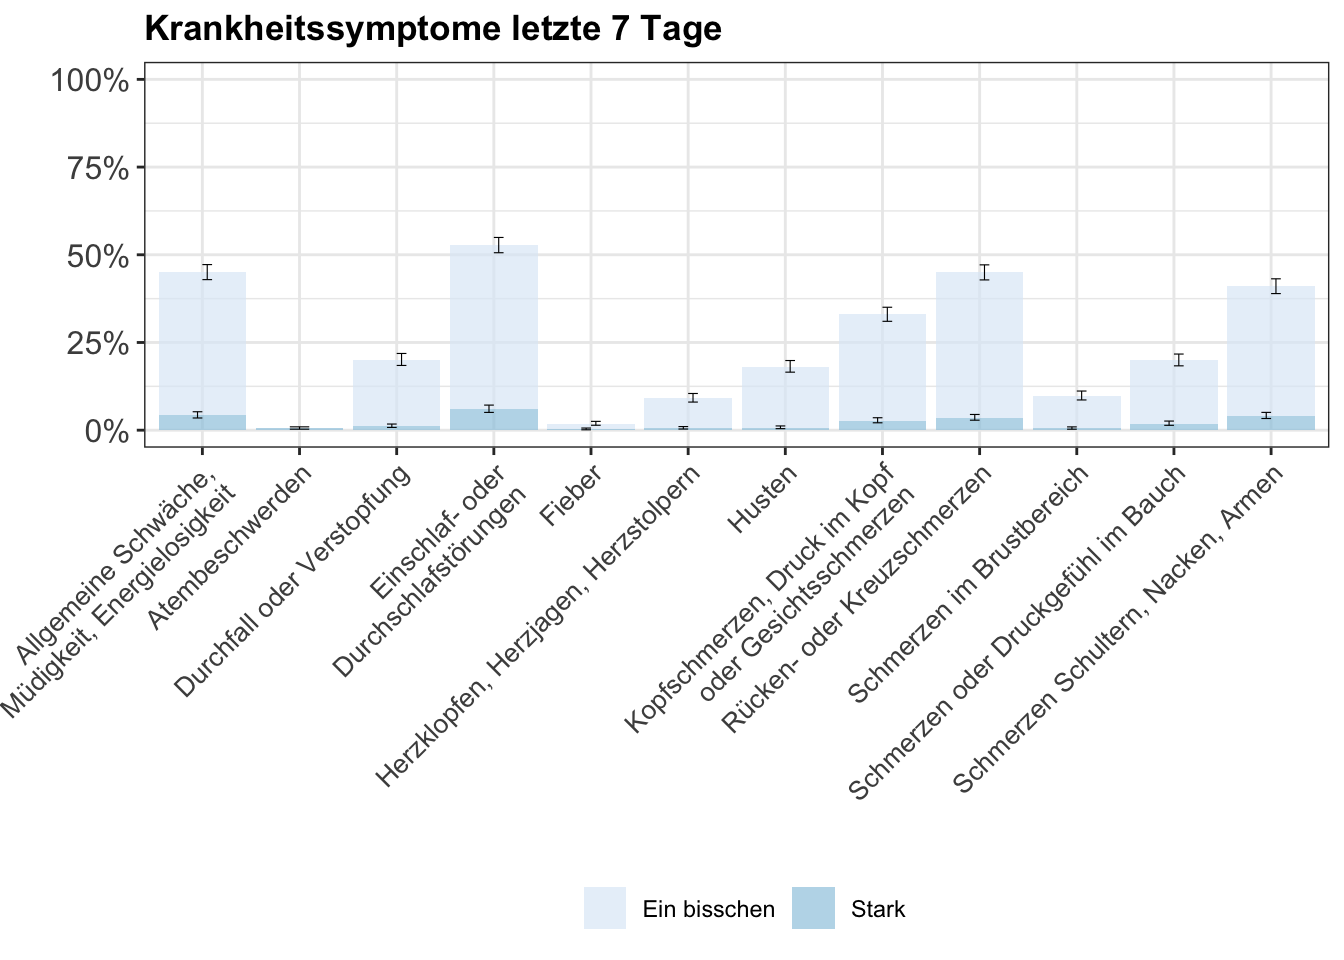 Krankheitssymptome letzte 7 Tage
100%
75%
50%
25%
0%
Allgemeine Schwäche,
Müdigkeit, Energielosigkeit
Atembeschwerden
Durchfall oder Verstopfung
Einschlaf- oder
Durchschlafstörungen
Fieber
Herzklopfen, Herzjagen, Herzstolpern
Husten
Kopfschmerzen, Druck im Kopf
oder Gesichtsschmerzen
Rücken- oder Kreuzschmerzen
Schmerzen im Brustbereich
Schmerzen oder Druckgefühl im Bauch
Schmerzen Schultern, Nacken, Armen
Ein bisschen
Stark